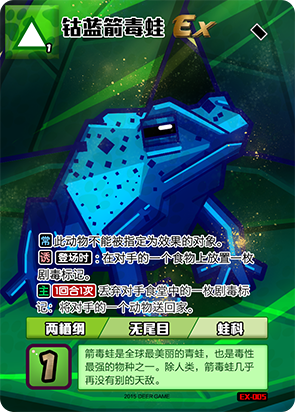 钴蓝箭毒蛙 Ex
1
常 此动物不能被指定为效果的对象。
诱 登场时：在对手的一个食物上放置一枚
剧毒标记。
主 1回合1次 丢弃对手食堂中的一枚剧毒标
记：将对手的一个动物送回家。
两栖纲 无尾目 蛙科
1
箭毒蛙是全球最美丽的青蛙，也是毒性
最强的物种之一。除人类，箭毒蛙几乎
再没有别的天敌。
2015 DEER GAME
EX-005